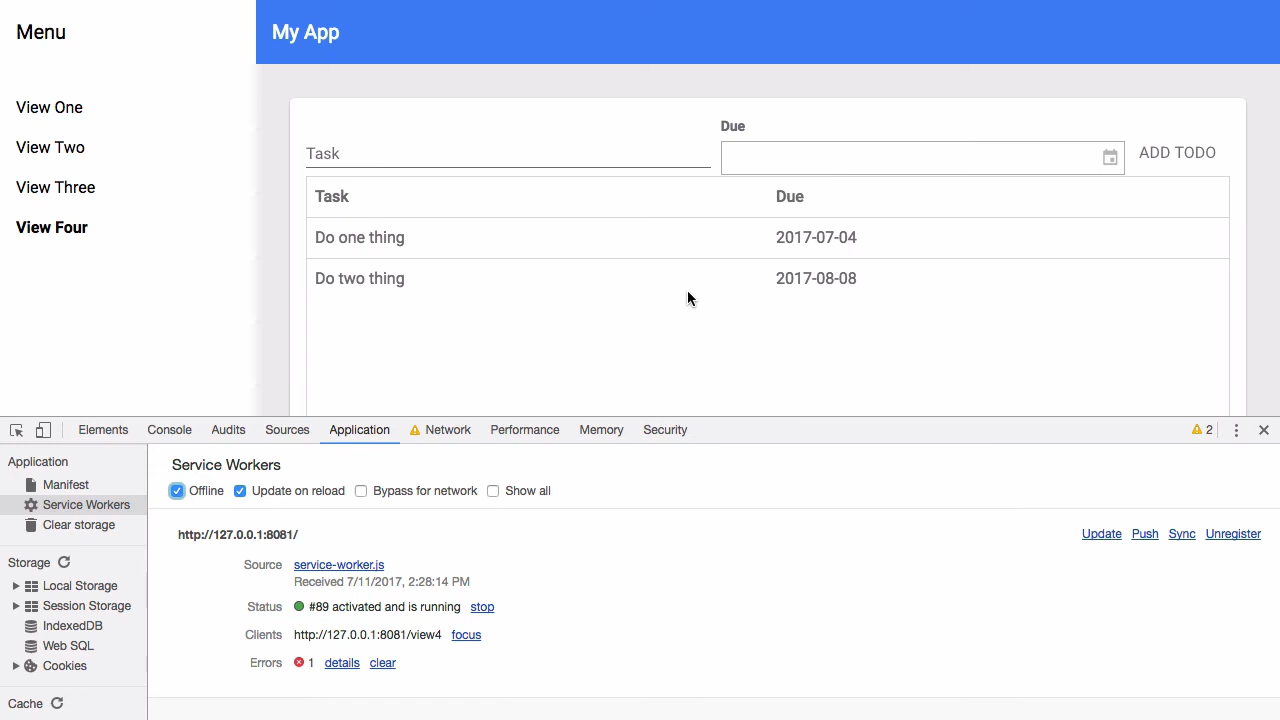 Menu
My App
View One
View Two
View Three
View Four
Due
Task
ADD TODO
Task Due
Do one thing 2017-07-04
Do two thing 2017-08-08
Elements Console Audits Sources Application Network Performance Memory Security 2
Application
Manifest
Service Workers
Clear storage
Storage
Local Storage
Session Storage
IndexedDB
Web SQL
Cookies
Cache
Service Workers
Offline Update on reload Bypass for network Show all
http://127.0.0.1:8081/ Update Push Sync Unregister
Source service-worker.js
Received 7/11/2017, 2:28:14 PM
Status #89 activated and is running stop
Clients http://127.0.0.1:8081/view4 focus
Errors 1 details clear